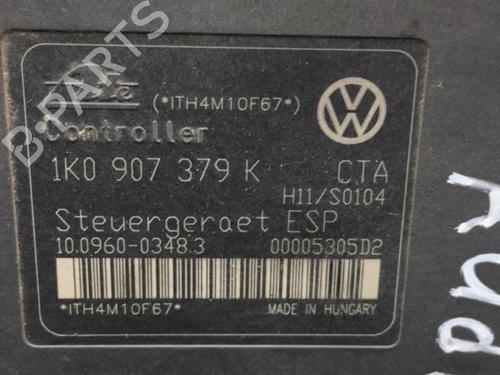 (*ITH4M10F67*)
Controller
1K0 907 379 K CTA
H11/S0104
Steuergeraet ESP
10.0960-0348.3 00005305D2
*ITH4M10F67* MADE IN HUNGARY
B-PARTS